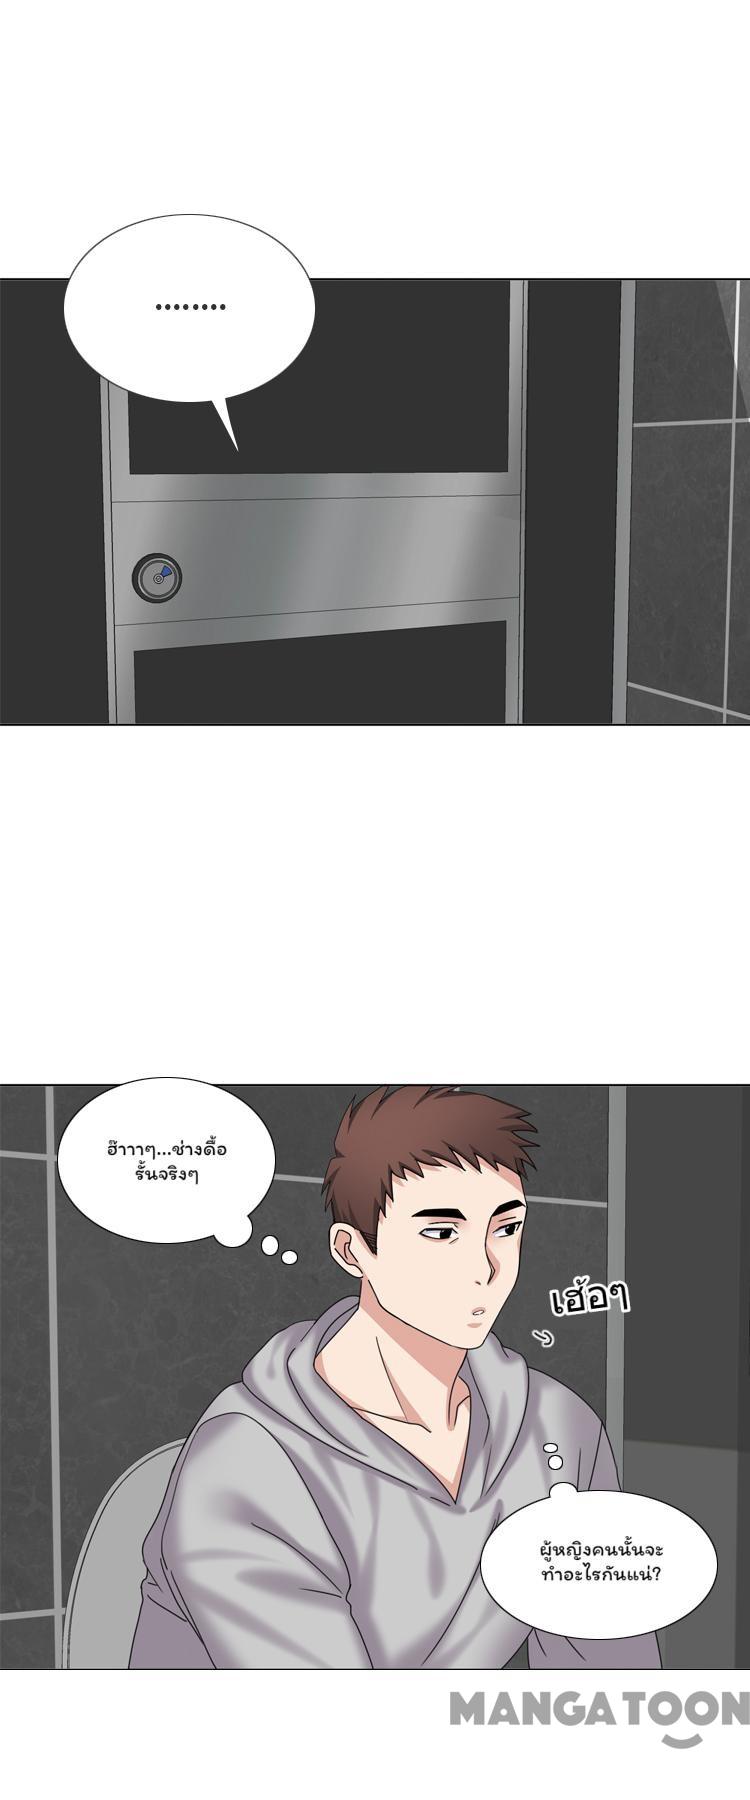 ........
ฮ๊าาาๆ...ช่างดื้อ
รั้นจริงๆ
เฮ้อๆ
ผู้หญิงคนนั้นจะ
ทำอะไรกันแน่?
MANGATOON